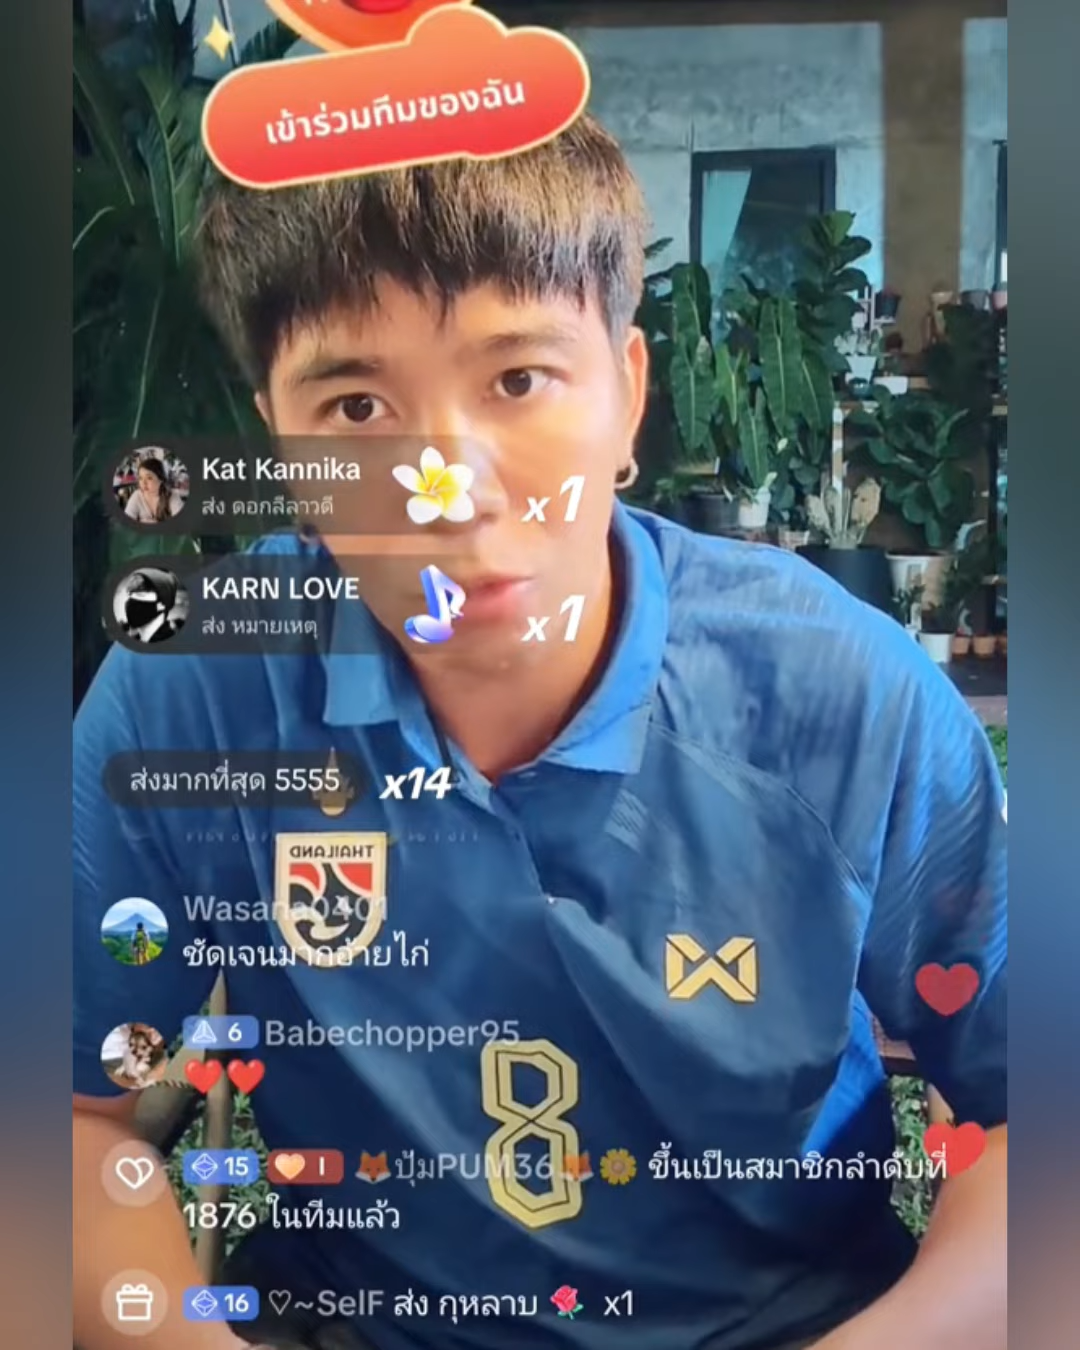 เข้าร่วมทีมของฉัน
Kat Kannika
ส่ง ดอกลีลาวดี
x1
KARN LOVE
ส่ง หมายเหตุ
x1
ส่งมากที่สุด 5555 x14
THAILAND
Wasana0401
ชัดเจนมากอ้ายไก่
6 Babechopper95
❤️❤️
8
15 I 🦊ปุ้มPUM36🦊🌼 ขึ้นเป็นสมาชิกลำดับที่
1876 ในทีมแล้ว
16 ♡~SelF ส่ง กุหลาบ 🌹 x1